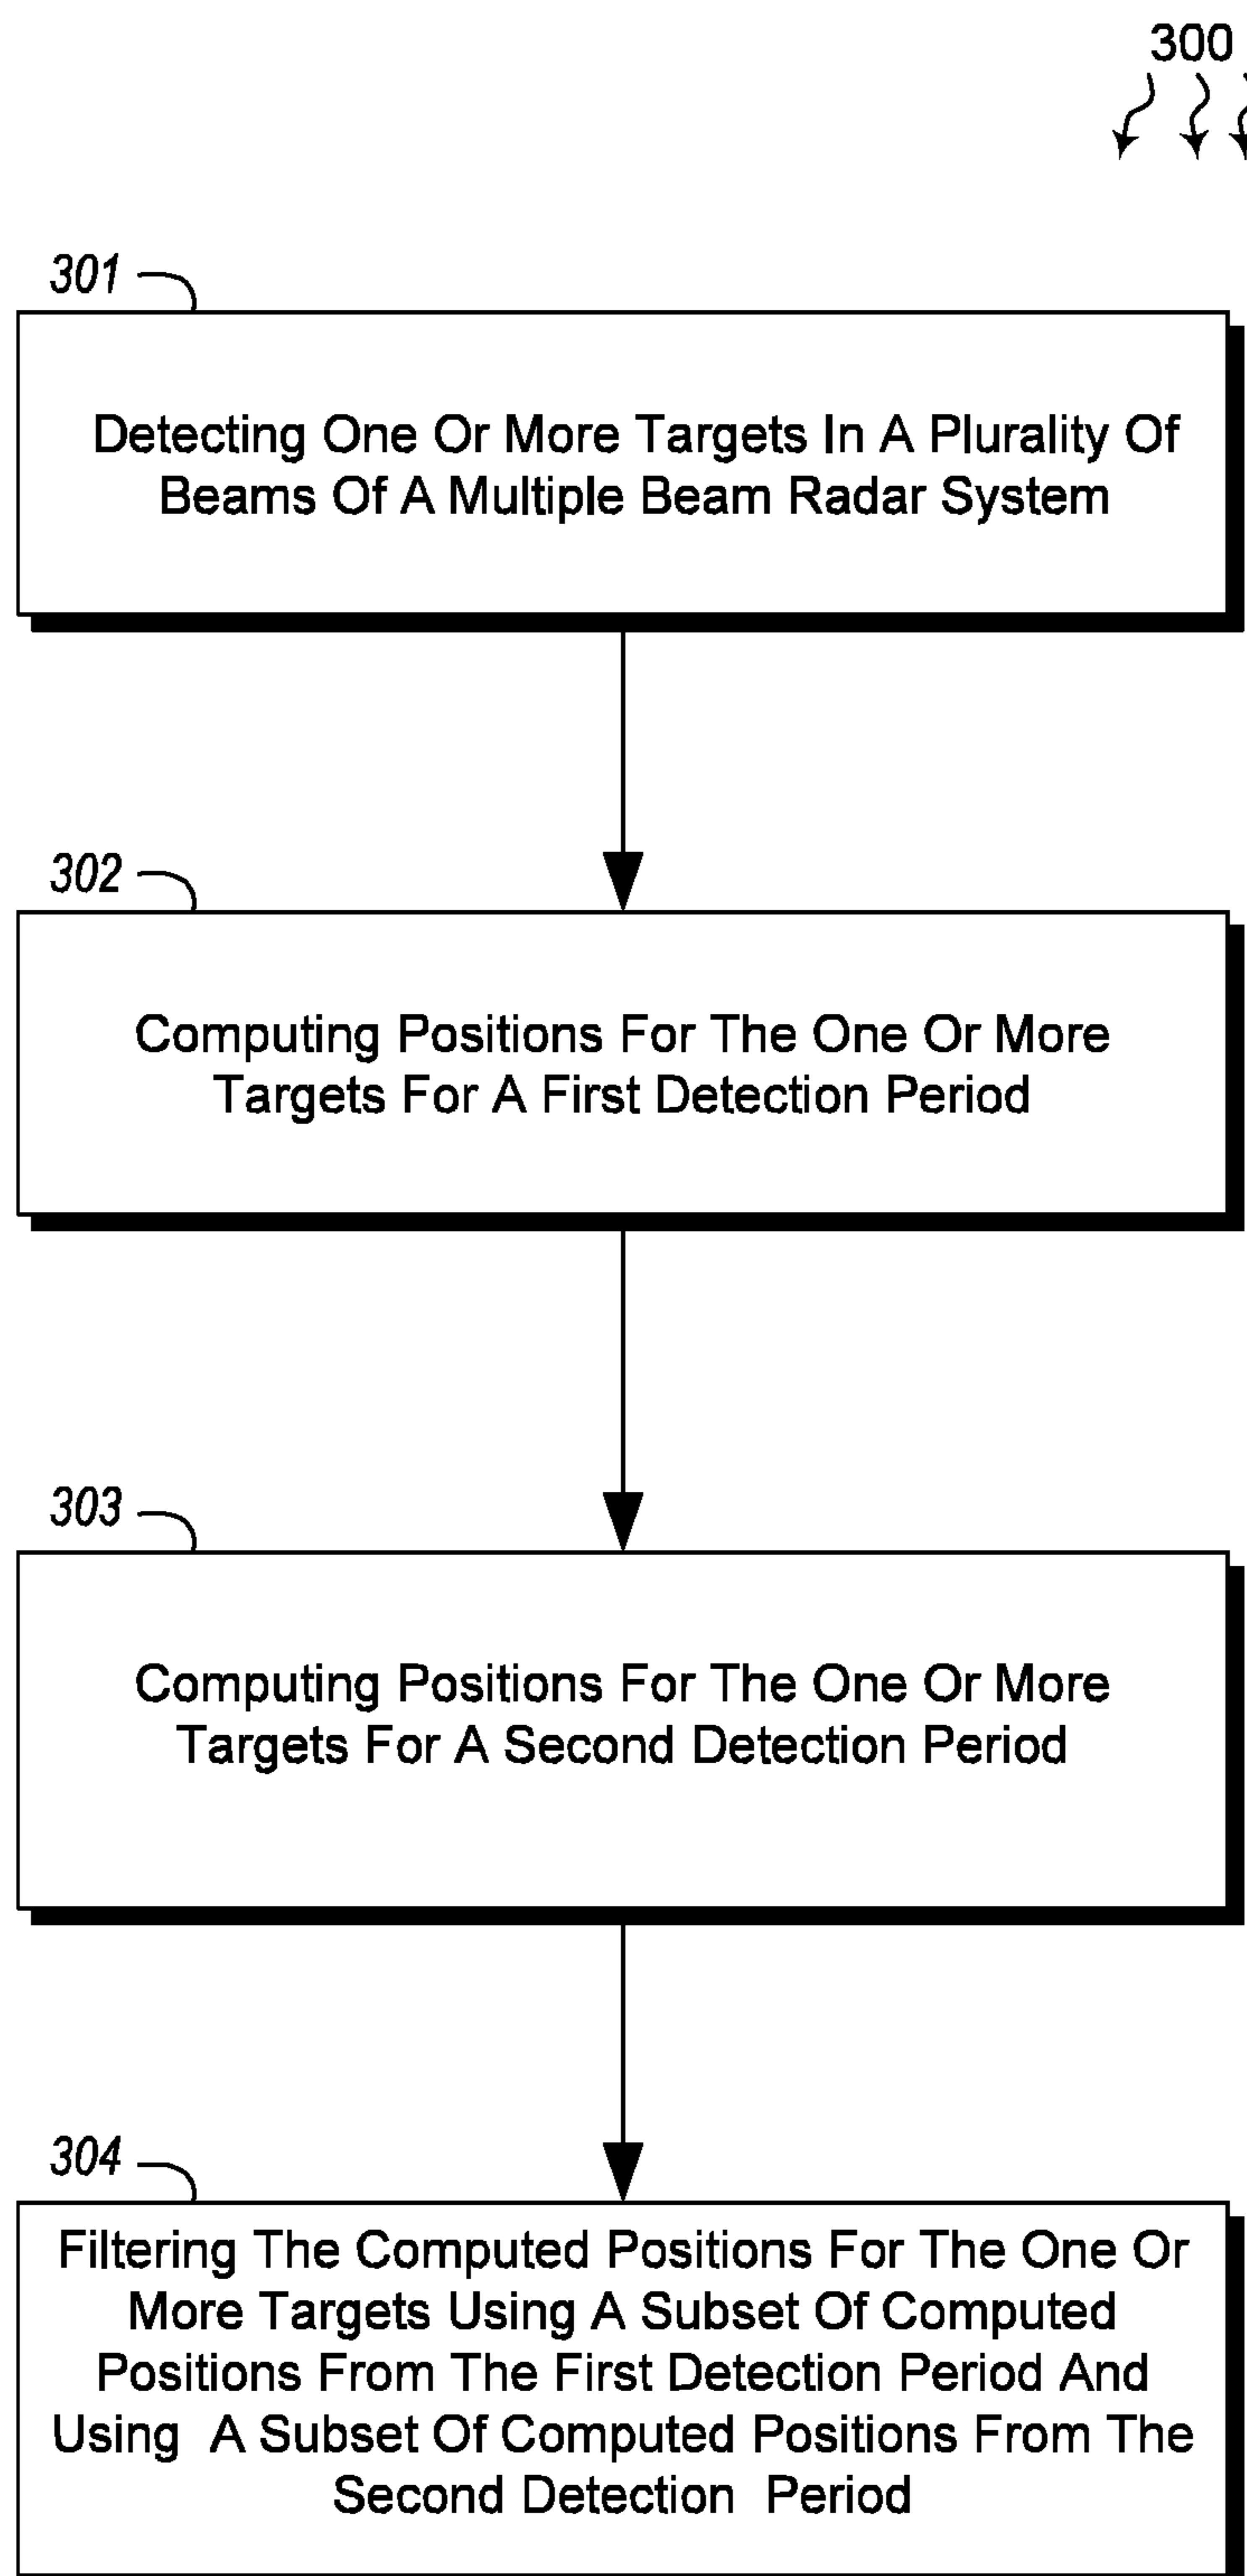 300
301
Detecting One Or More Targets In A Plurality Of
Beams Of A Multiple Beam Radar System
302
Computing Positions For The One Or More
Targets For A First Detection Period
303
Computing Positions For The One Or More
Targets For A Second Detection Period
304
Filtering The Computed Positions For The One Or
More Targets Using A Subset Of Computed
Positions From The First Detection Period And
Using A Subset Of Computed Positions From The
Second Detection Period